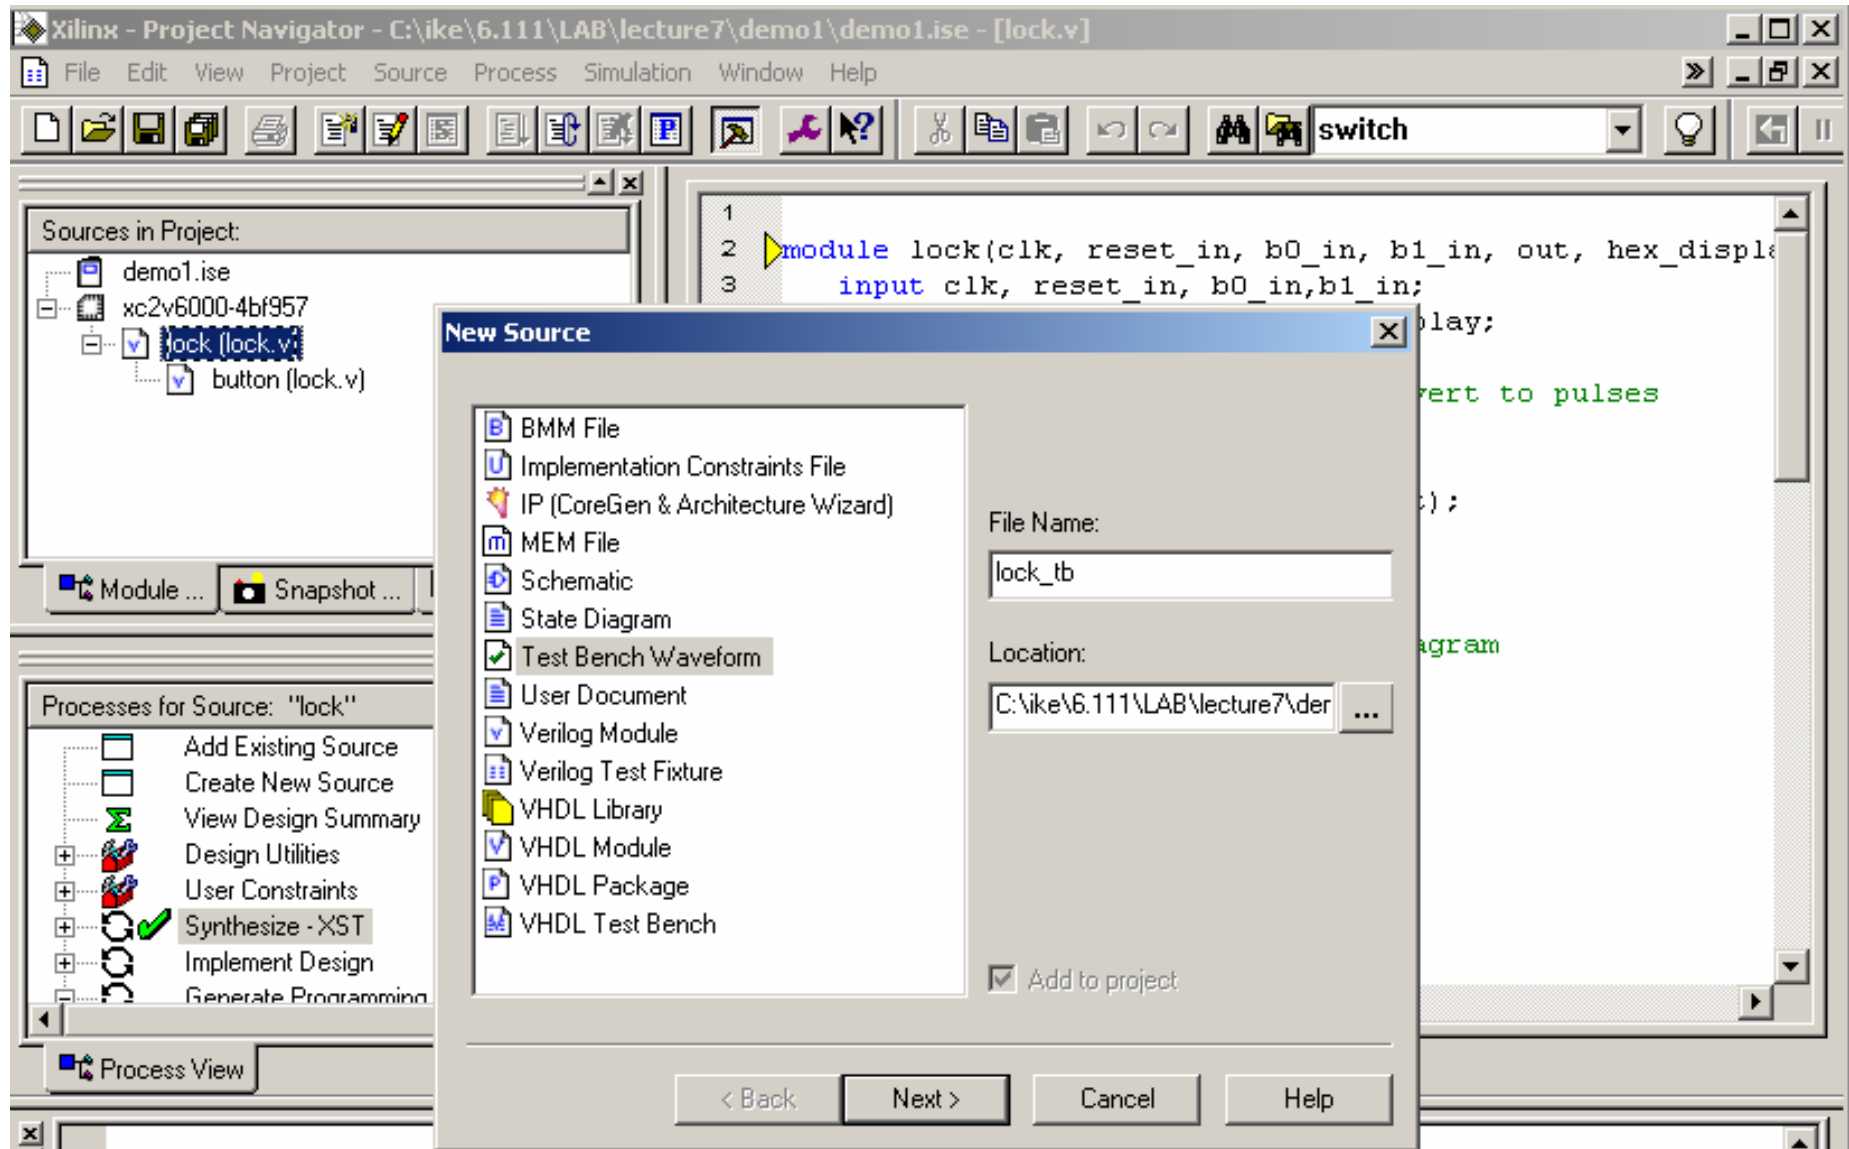 Xilinx - Project Navigator - C:\ike\6.111\LAB\lecture7\demo1\demo1.ise - [lock.v]
File Edit View Project Source Process Simulation Window Help
switch
Sources in Project:
demo1.ise
xc2v6000-4bf957
lock (lock.v)
button (lock.v)
Module ...
Snapshot ...
Processes for Source: "lock"
Add Existing Source
Create New Source
View Design Summary
Design Utilities
User Constraints
Synthesize - XST
Implement Design
Generate Programming
Process View
1
2 module lock(clk, reset_in, b0_in, b1_in, out, hex_displa
3 input clk, reset_in, b0_in,b1_in;
play;
vert to pulses
);
agram
New Source
BMM File
Implementation Constraints File
IP (CoreGen & Architecture Wizard)
MEM File
Schematic
State Diagram
Test Bench Waveform
User Document
Verilog Module
Verilog Test Fixture
VHDL Library
VHDL Module
VHDL Package
VHDL Test Bench
File Name:
lock_tb
Location:
C:\ike\6.111\LAB\lecture7\der
...
Add to project
< Back Next > Cancel Help